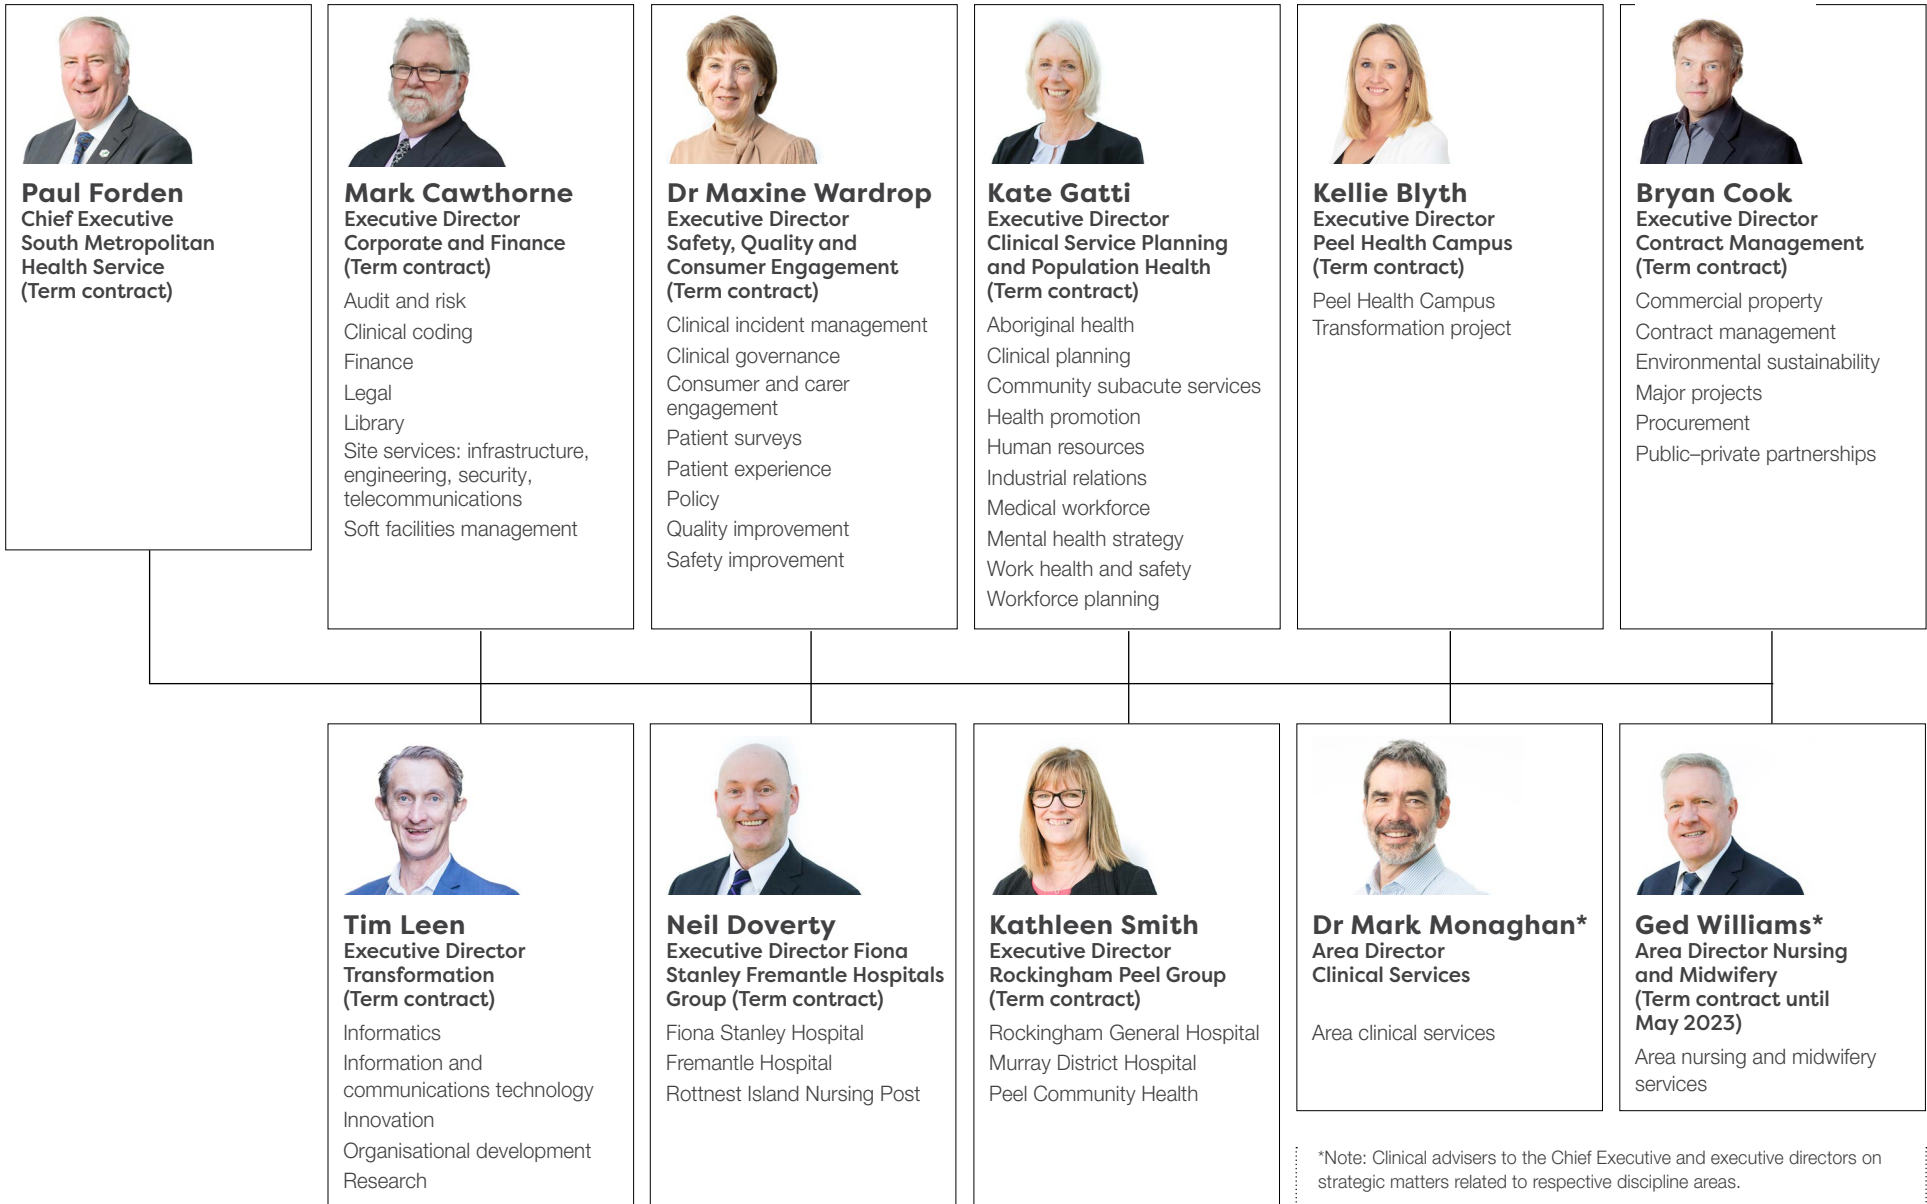 Paul Forden
Chief Executive
South Metropolitan
Health Service
(Term contract)
Mark Cawthorne
Executive Director
Corporate and Finance
(Term contract)
Audit and risk
Clinical coding
Finance
Legal
Library
Site services: infrastructure,
engineering, security,
telecommunications
Soft facilities management
Dr Maxine Wardrop
Executive Director
Safety, Quality and
Consumer Engagement
(Term contract)
Clinical incident management
Clinical governance
Consumer and carer
engagement
Patient surveys
Patient experience
Policy
Quality improvement
Safety improvement
Kate Gatti
Executive Director
Clinical Service Planning
and Population Health
(Term contract)
Aboriginal health
Clinical planning
Community subacute services
Health promotion
Human resources
Industrial relations
Medical workforce
Mental health strategy
Work health and safety
Workforce planning
Kellie Blyth
Executive Director
Peel Health Campus
(Term contract)
Peel Health Campus
Transformation project
Bryan Cook
Executive Director
Contract Management
(Term contract)
Commercial property
Contract management
Environmental sustainability
Major projects
Procurement
Public–private partnerships
Tim Leen
Executive Director
Transformation
(Term contract)
Informatics
Information and
communications technology
Innovation
Organisational development
Research
Neil Doverty
Executive Director Fiona
Stanley Fremantle Hospitals
Group (Term contract)
Fiona Stanley Hospital
Fremantle Hospital
Rottnest Island Nursing Post
Kathleen Smith
Executive Director
Rockingham Peel Group
(Term contract)
Rockingham General Hospital
Murray District Hospital
Peel Community Health
Dr Mark Monaghan*
Area Director
Clinical Services
Area clinical services
Ged Williams*
Area Director Nursing
and Midwifery
(Term contract until
May 2023)
Area nursing and midwifery
services
*Note: Clinical advisers to the Chief Executive and executive directors on
strategic matters related to respective discipline areas.